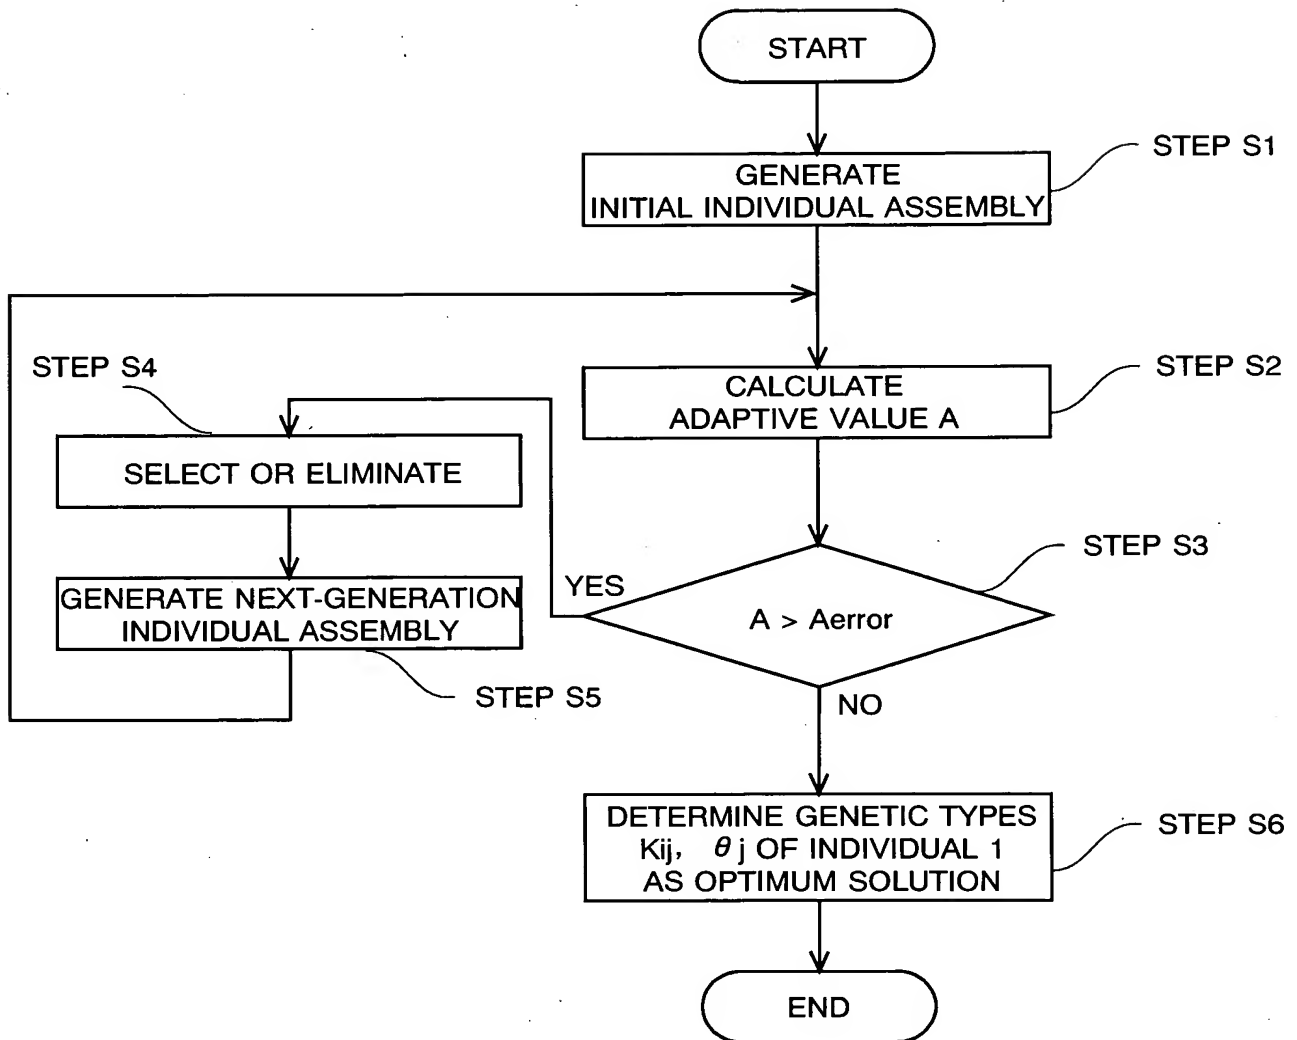 START
STEP S1
GENERATE
INITIAL INDIVIDUAL ASSEMBLY
STEP S4
STEP S2
CALCULATE
ADAPTIVE VALUE A
SELECT OR ELIMINATE
STEP S3
YES
A > Aerror
GENERATE NEXT-GENERATION
INDIVIDUAL ASSEMBLY
STEP S5
NO
DETERMINE GENETIC TYPES
Kij, θj OF INDIVIDUAL 1
AS OPTIMUM SOLUTION
STEP S6
END